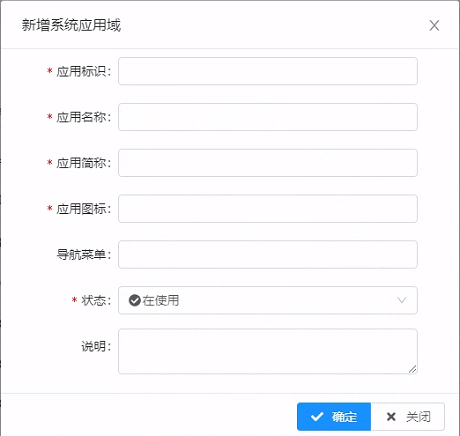 新增系统应用域
* 应用标识：
* 应用名称：
* 应用简称：
* 应用图标：
导航菜单：
* 状态： 在使用
说明：
确定 关闭